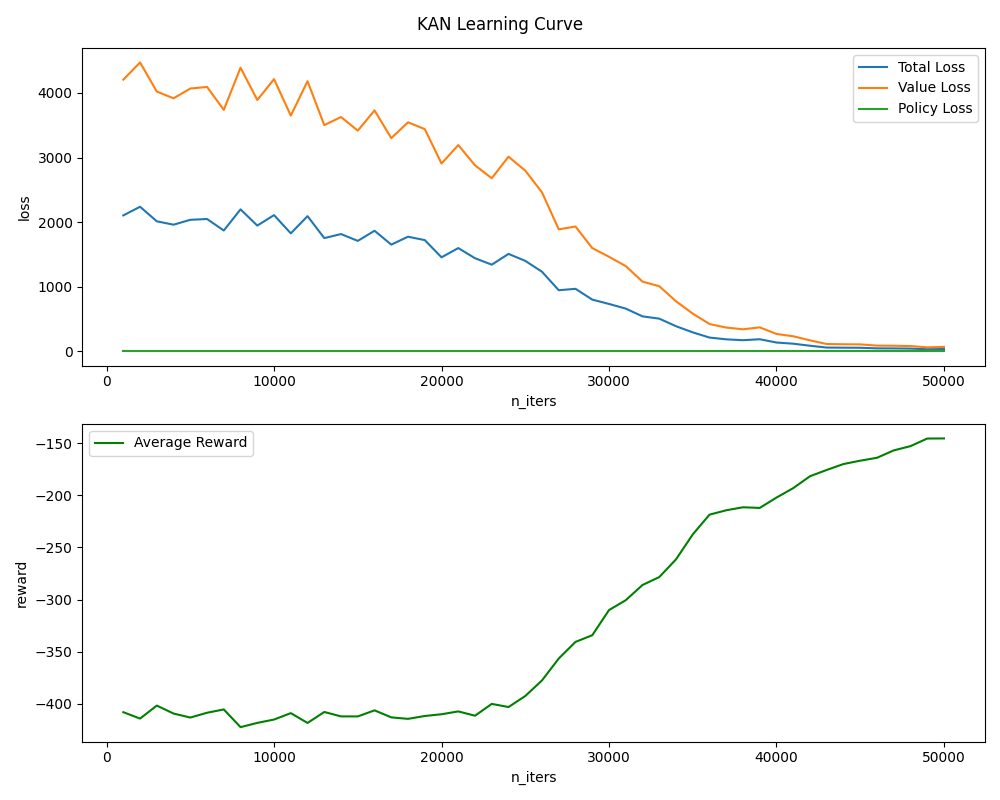 KAN Learning Curve
Total Loss
Value Loss
Policy Loss
4000
3000
2000
1000
0
loss
0 10000 20000 30000 40000 50000
n_iters
Average Reward
−150
−200
−250
−300
−350
−400
reward
0 10000 20000 30000 40000 50000
n_iters